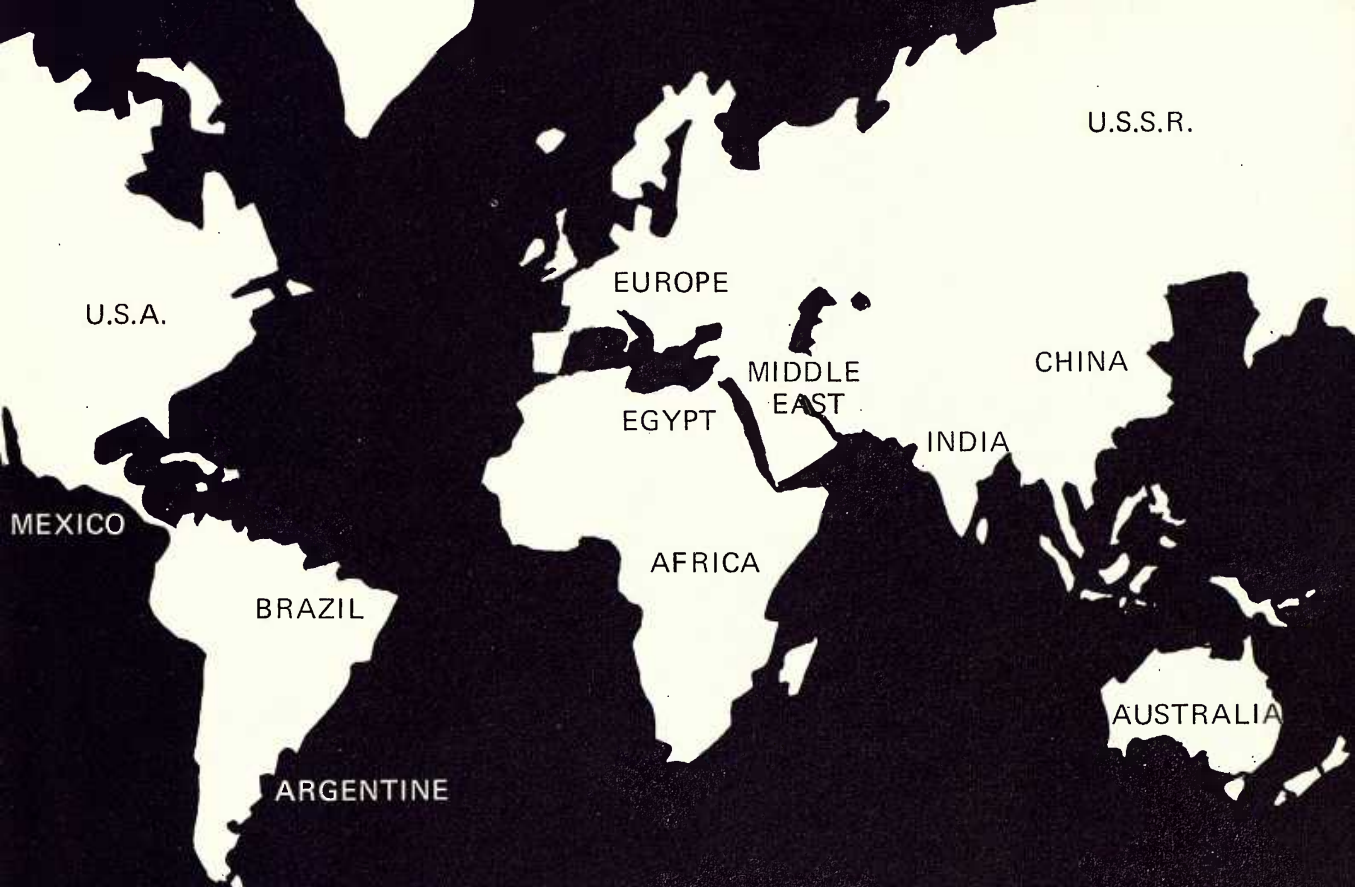 U.S.S.R.
EUROPE
U.S.A.
CHINA
MIDDLE
EAST
EGYPT
INDIA
MEXICO
AFRICA
BRAZIL
AUSTRALIA
ARGENTINE